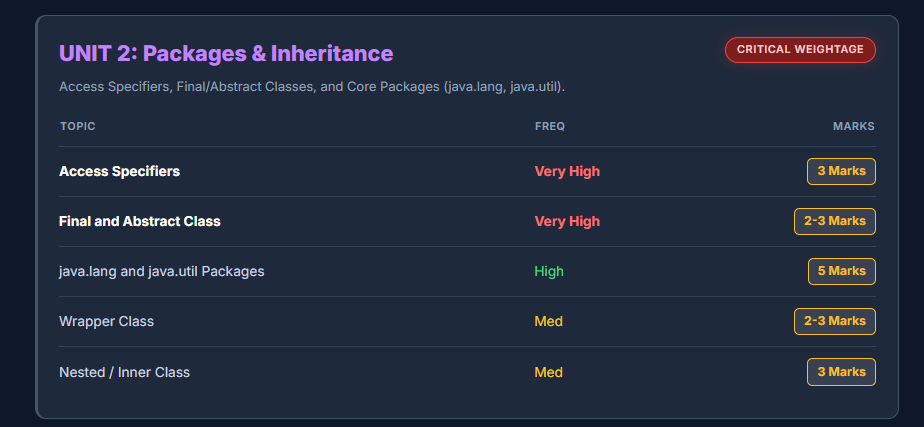 UNIT 2: Packages & Inheritance
CRITICAL WEIGHTAGE
Access Specifiers, Final/Abstract Classes, and Core Packages (java.lang, java.util).
TOPIC FREQ MARKS
Access Specifiers Very High 3 Marks
Final and Abstract Class Very High 2-3 Marks
java.lang and java.util Packages High 5 Marks
Wrapper Class Med 2-3 Marks
Nested / Inner Class Med 3 Marks